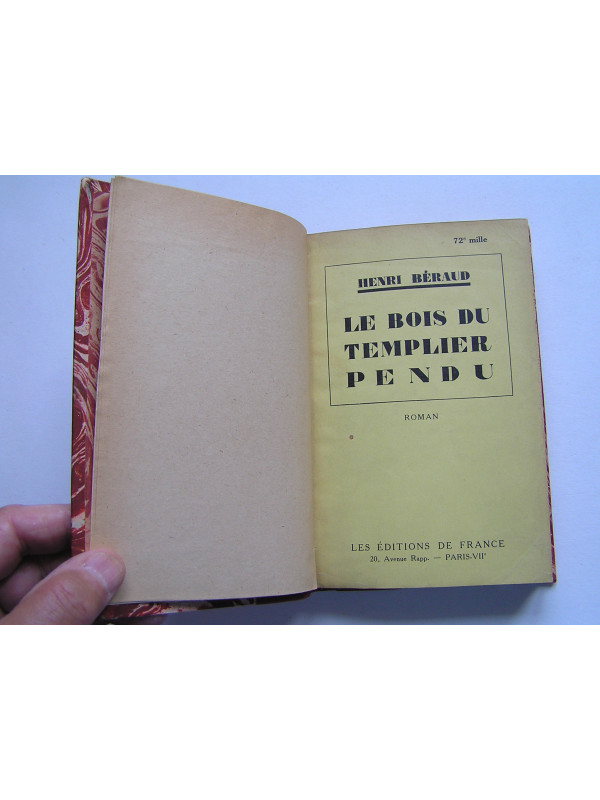 72e mille
HENRI BÉRAUD
LE BOIS DU
TEMPLIER
PENDU
ROMAN
LES ÉDITIONS DE FRANCE
20, Avenue Rapp. — PARIS-VIIe